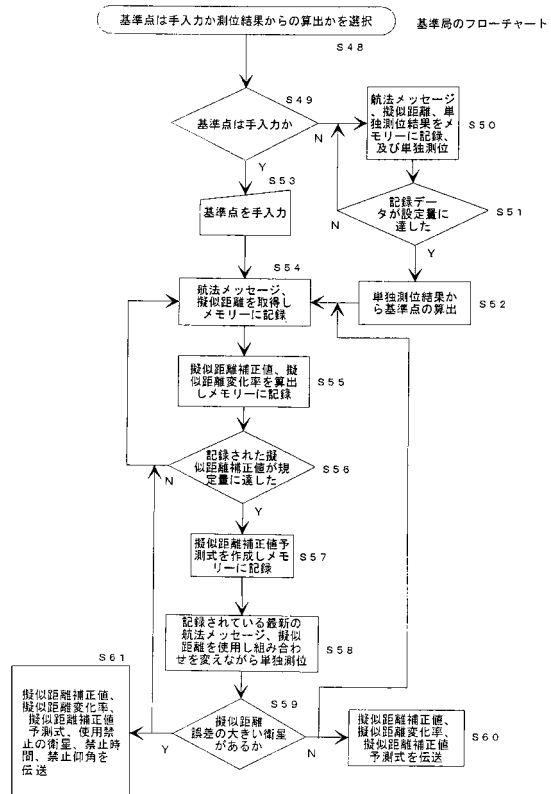 基準点は手入力か測位結果からの算出かを選択
基準局のフローチャート
S48
S49
基準点は手入力か
N
Y
航法メッセージ
、擬似距離、単
独測位結果をメ
モリーに記録、
及び単独測位
S50
記録デー
タが設定量に
達した
S51
N
Y
S53
基準点を手入力
単独測位結果か
ら基準点の算出
S52
S54
航法メッセージ、
擬似距離を取得し
メモリーに記録
擬似距離補正値、擬
似距離変化率を算出
しメモリーに記録
S55
記録された擬
似距離補正値が規
定量に達した
S56
N
Y
擬似距離補正値予
測式を作成しメモ
リーに記録
S57
記録されている最新の
航法メッセージ、擬似
距離を使用し組み合わ
せを変えながら単独測位
S58
S59
擬似距離
誤差の大きい衛星
があるか
Y
N
S61
擬似距離補正値、
擬似距離変化率、
擬似距離補正値
予測式、使用禁
止の衛星、禁止時
間、禁止仰角を
伝送
擬似距離補正値、
擬似距離変化率、
擬似距離補正値
予測式を伝送
S60